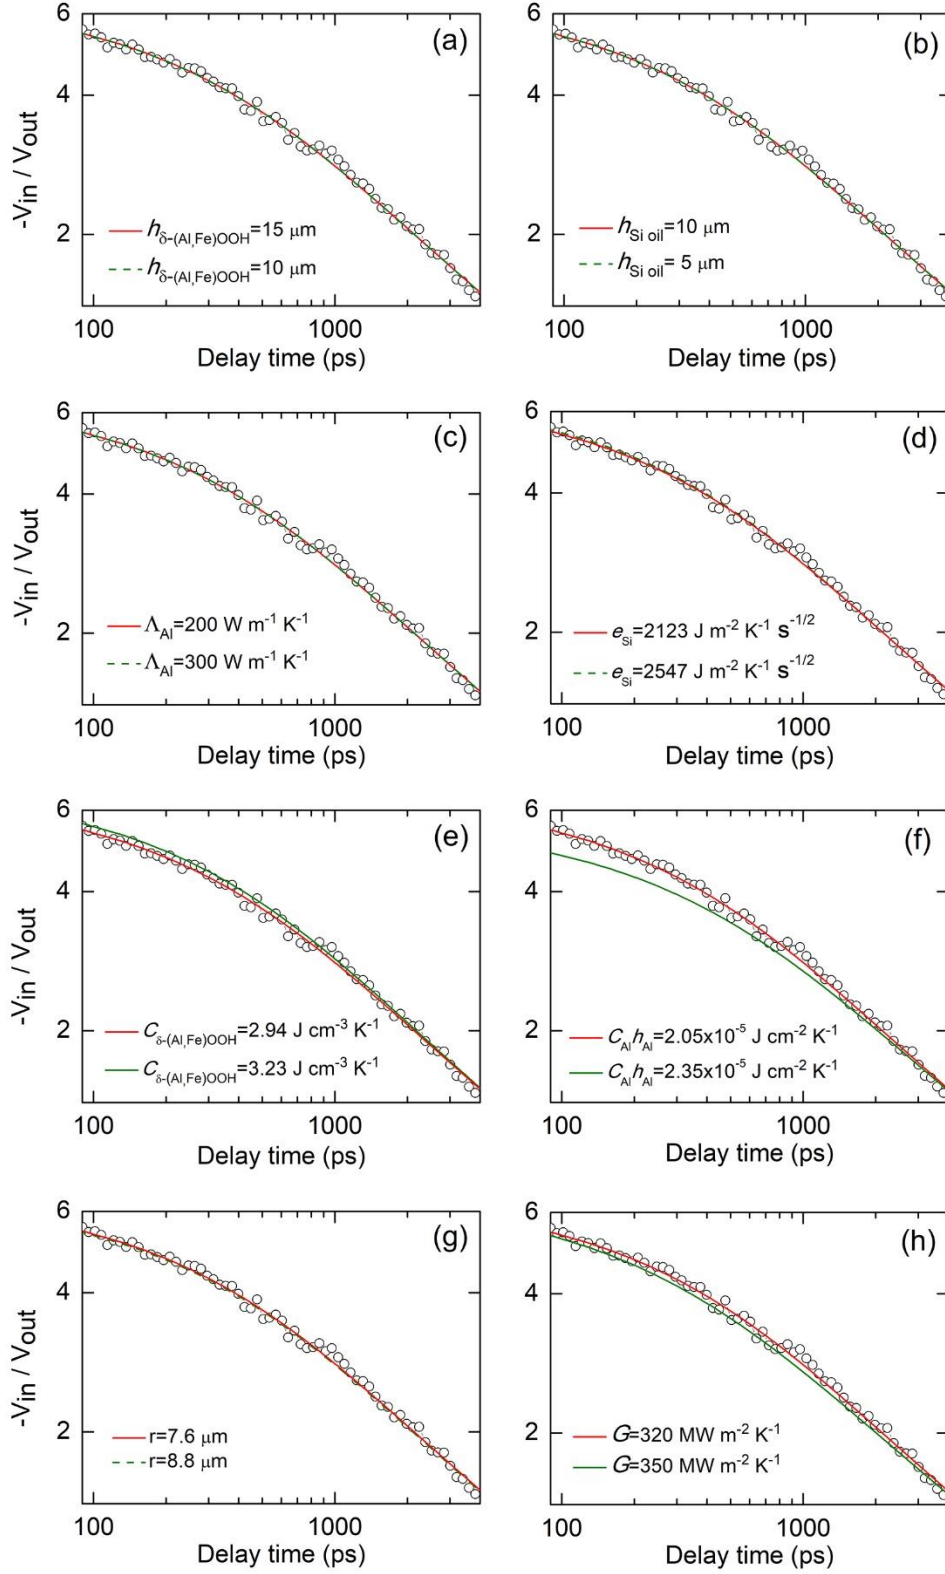 6
4
2
-Vin / Vout
(a)
hδ-(Al,Fe)OOH=15 μm
hδ-(Al,Fe)OOH=10 μm
100
1000
Delay time (ps)
6
4
2
(b)
hSi oil=10 μm
hSi oil= 5 μm
100
1000
Delay time (ps)
6
4
2
-Vin / Vout
(c)
ΛAl=200 W m-1 K-1
ΛAl=300 W m-1 K-1
100
1000
Delay time (ps)
6
4
2
(d)
eSi=2123 J m-2 K-1 s-1/2
eSi=2547 J m-2 K-1 s-1/2
100
1000
Delay time (ps)
6
4
2
-Vin / Vout
(e)
Cδ-(Al,Fe)OOH=2.94 J cm-3 K-1
Cδ-(Al,Fe)OOH=3.23 J cm-3 K-1
100
1000
Delay time (ps)
6
4
2
(f)
CAlhAl=2.05x10-5 J cm-2 K-1
CAlhAl=2.35x10-5 J cm-2 K-1
100
1000
Delay time (ps)
6
4
2
-Vin / Vout
(g)
r=7.6 μm
r=8.8 μm
100
1000
Delay time (ps)
6
4
2
(h)
G=320 MW m-2 K-1
G=350 MW m-2 K-1
100
1000
Delay time (ps)